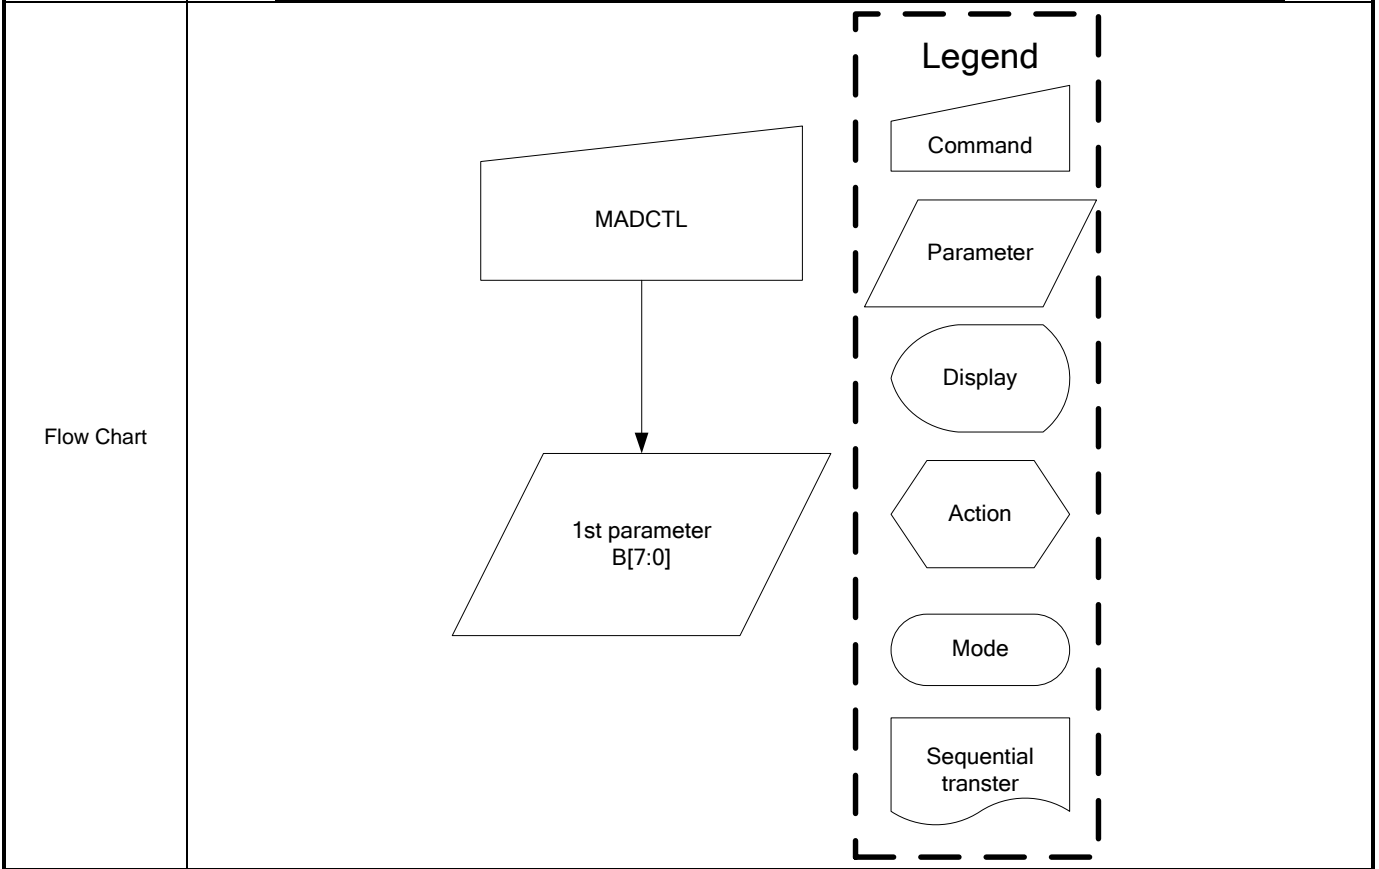 Flow Chart
MADCTL
1st parameter
B[7:0]
Legend
Command
Parameter
Display
Action
Mode
Sequential
transter